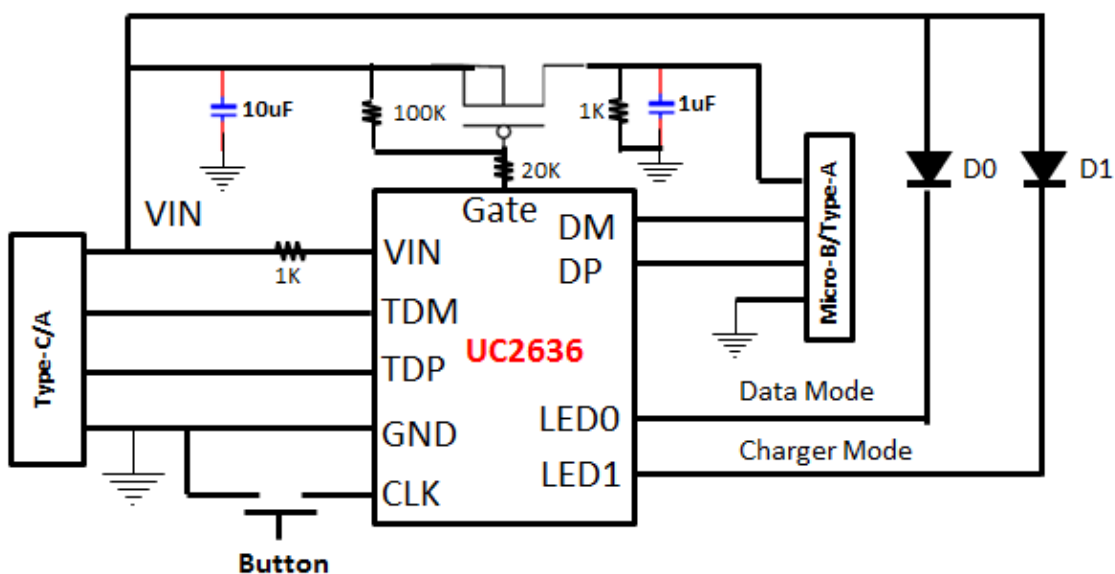 10uF
100K
1K
1uF
20K
D0
D1
VIN
Gate
DM
DP
VIN
1K
TDM
UC2636
TDP
GND
CLK
LED0
LED1
Data Mode
Charger Mode
Type-C/A
Micro-B/Type-A
Button